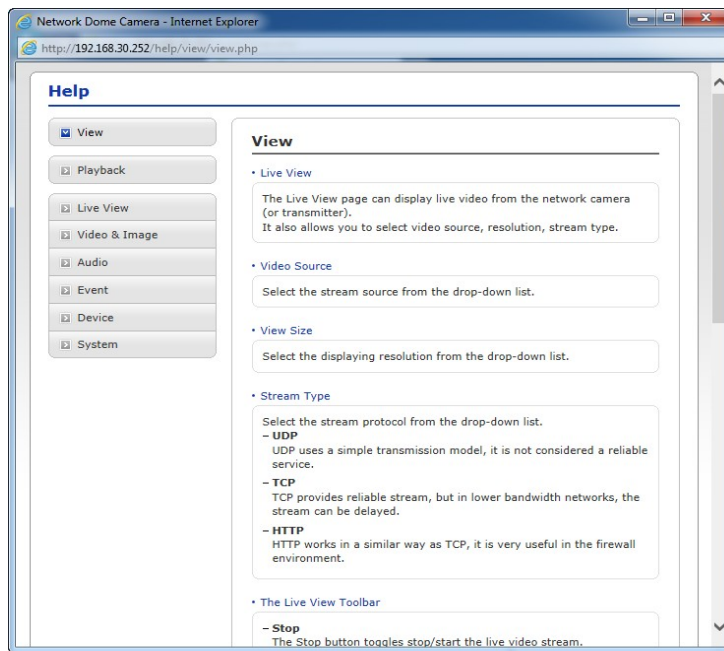 Network Dome Camera - Internet Explorer
http://192.168.30.252/help/view/view.php
Help
View
Playback
Live View
Video & Image
Audio
Event
Device
System
View
• Live View
The Live View page can display live video from the network camera
(or transmitter).
It also allows you to select video source, resolution, stream type.
• Video Source
Select the stream source from the drop-down list.
• View Size
Select the displaying resolution from the drop-down list.
• Stream Type
Select the stream protocol from the drop-down list.
– UDP
UDP uses a simple transmission model, it is not considered a reliable
service.
– TCP
TCP provides reliable stream, but in lower bandwidth networks, the
stream can be delayed.
– HTTP
HTTP works in a similar way as TCP, it is very useful in the firewall
environment.
• The Live View Toolbar
– Stop
The Stop button toggles stop/start the live video stream.